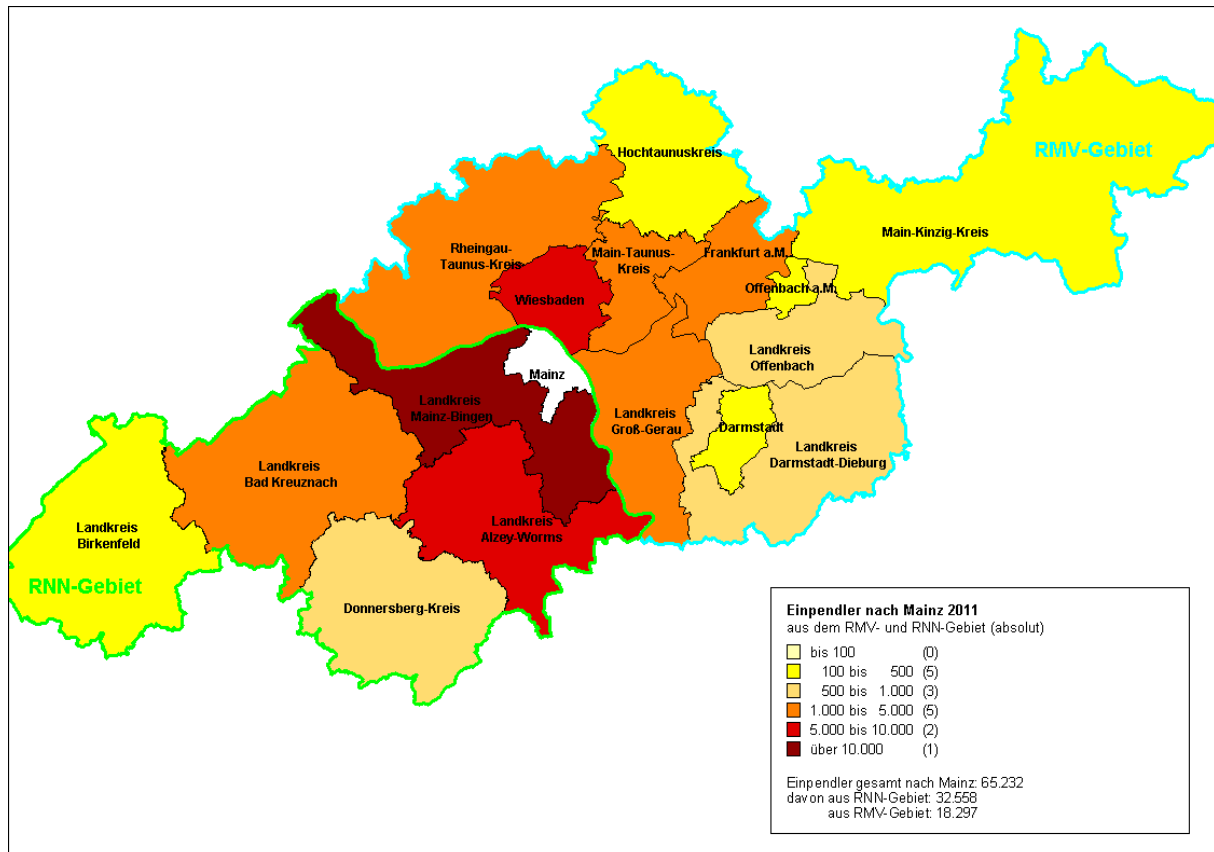 Hochtaunuskreis
RMV-Gebiet
Main-Kinzig-Kreis
Rheingau-
Taunus-Kreis
Main-Taunus-
Kreis
Frankfurt a.M.
Offenbach a.M.
Wiesbaden
Landkreis
Offenbach
Mainz
Landkreis
Mainz-Bingen
Landkreis
Groß-Gerau
Darmstadt
Landkreis
Darmstadt-Dieburg
Landkreis
Bad Kreuznach
Landkreis
Alzey-Worms
Landkreis
Birkenfeld
RNN-Gebiet
Donnersberg-Kreis
Einpendler nach Mainz 2011
aus dem RMV- und RNN-Gebiet (absolut)
bis 100 (0)
100 bis 500 (5)
500 bis 1.000 (3)
1.000 bis 5.000 (5)
5.000 bis 10.000 (2)
über 10.000 (1)
Einpendler gesamt nach Mainz: 65.232
davon aus RNN-Gebiet: 32.558
aus RMV-Gebiet: 18.297